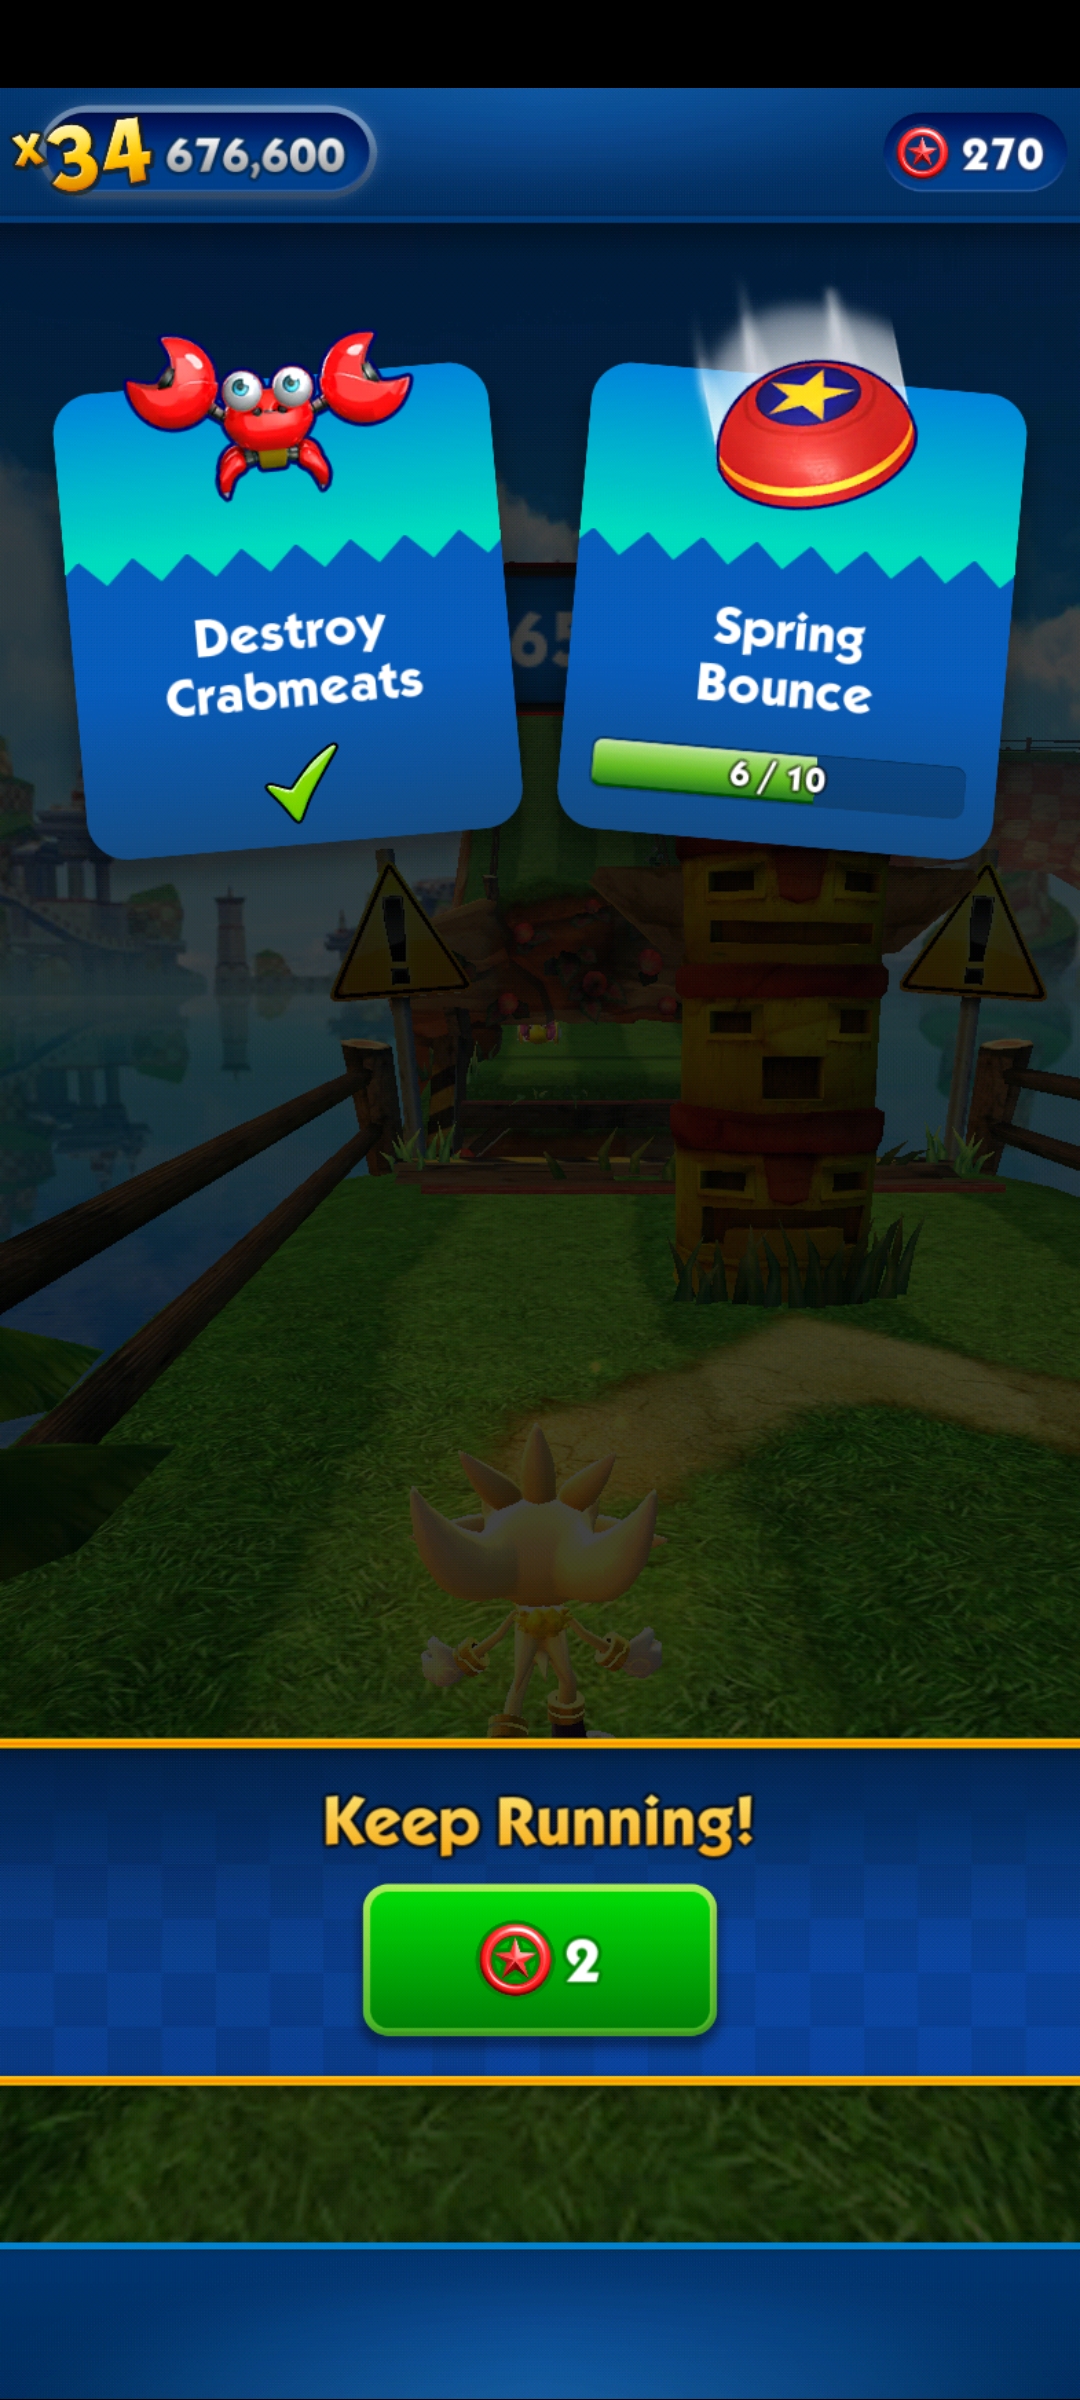 x34 676,600
270
Destroy
Crabmeats
Spring
Bounce
6 / 10
Keep Running!
2